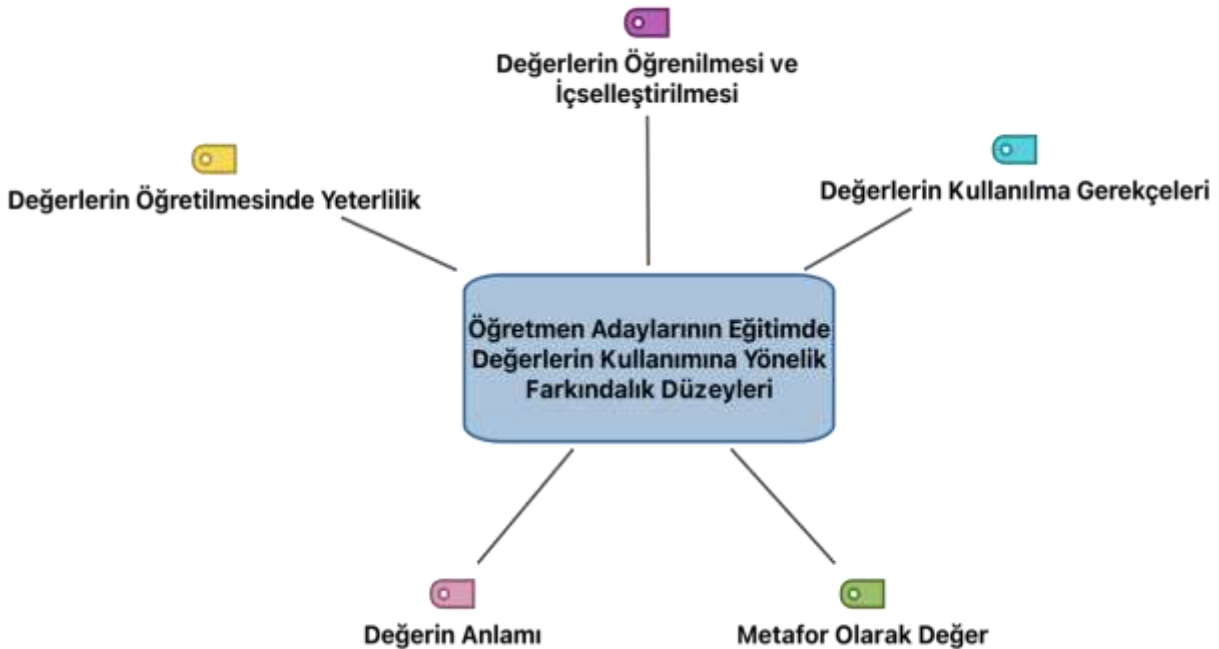 Değerlerin Öğrenilmesi ve
İçselleştirilmesi
Değerlerin Öğretilmesinde Yeterlilik
Değerlerin Kullanılma Gerekçeleri
Öğretmen Adaylarının Eğitimde
Değerlerin Kullanımına Yönelik
Farkındalık Düzeyleri
Değerin Anlamı
Metafor Olarak Değer